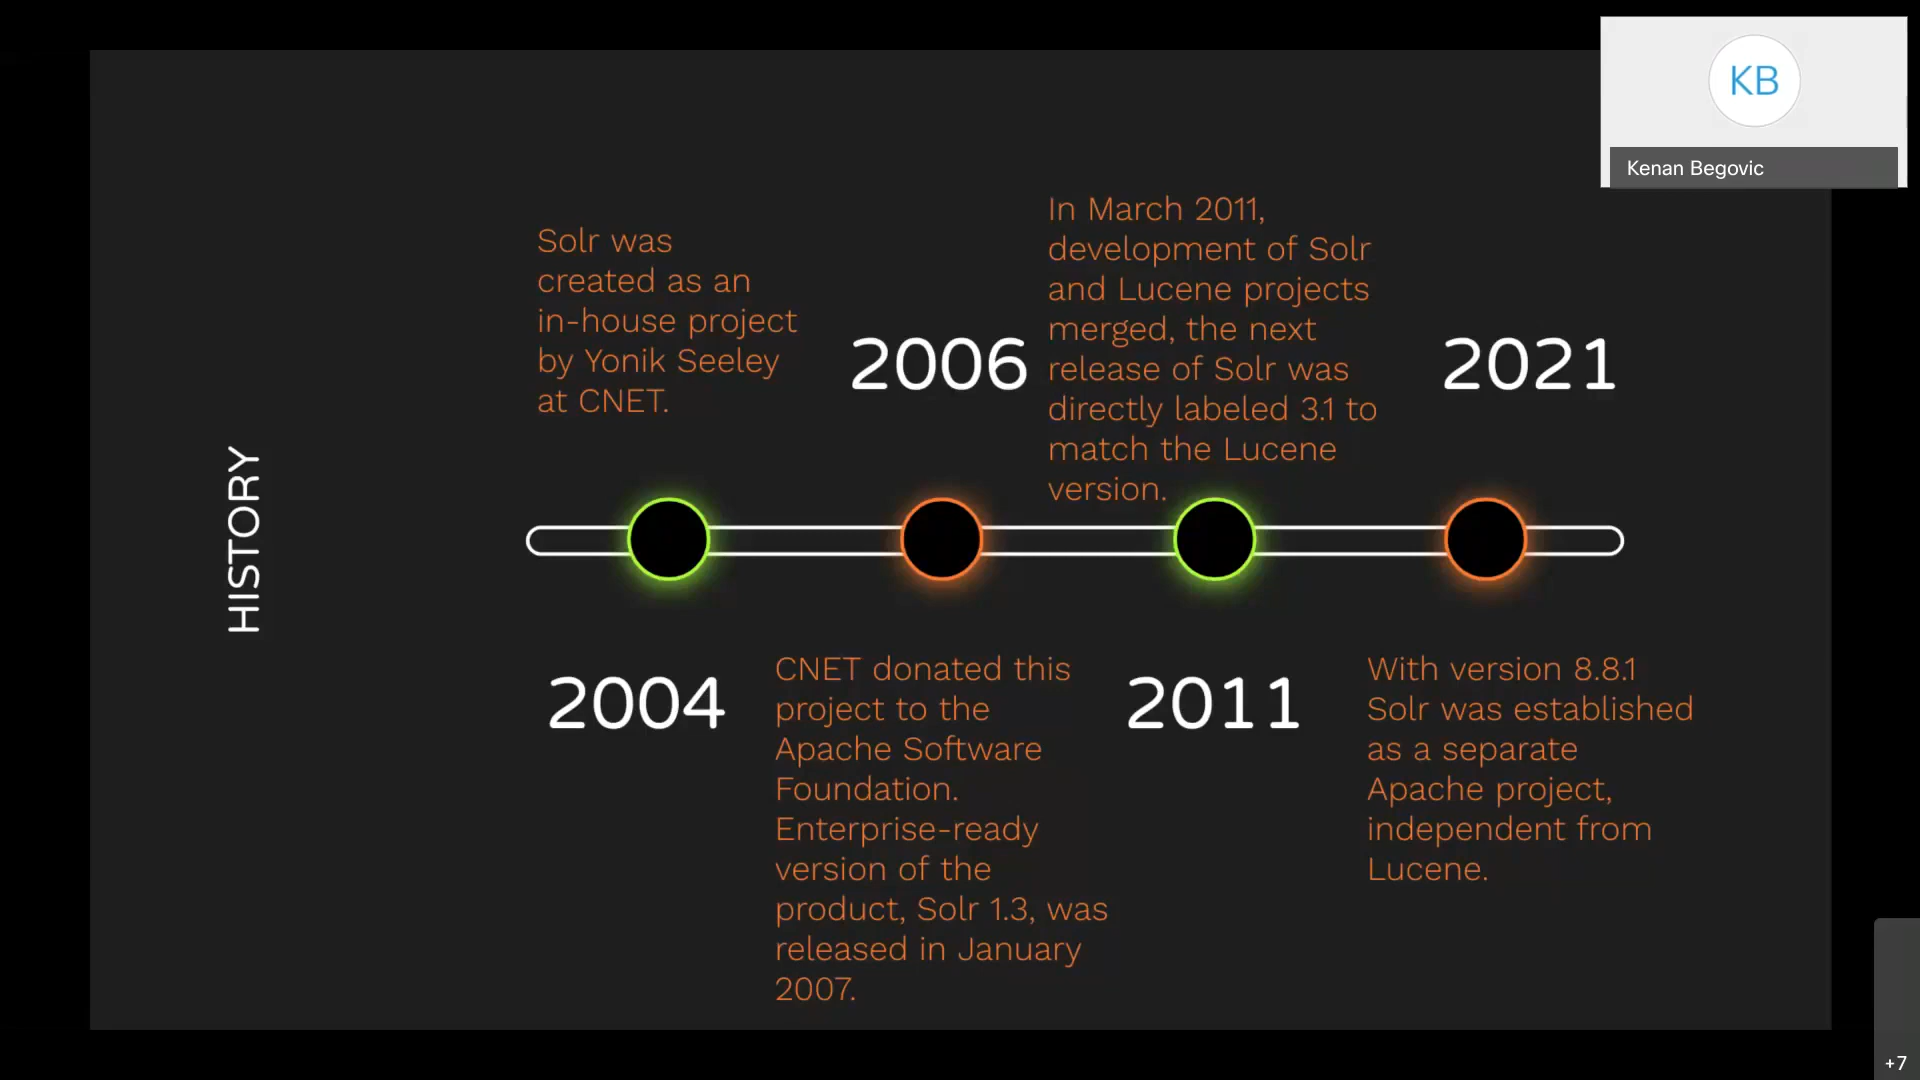 KB
Kenan Begovic
HISTORY
Solr was
created as an
in-house project
by Yonik Seeley
at CNET.
2004
2006
CNET donated this
project to the
Apache Software
Foundation.
Enterprise-ready
version of the
product, Solr 1.3, was
released in January
2007.
In March 2011,
development of Solr
and Lucene projects
merged, the next
release of Solr was
directly labeled 3.1 to
match the Lucene
version.
2011
2021
With version 8.8.1
Solr was established
as a separate
Apache project,
independent from
Lucene.
+7